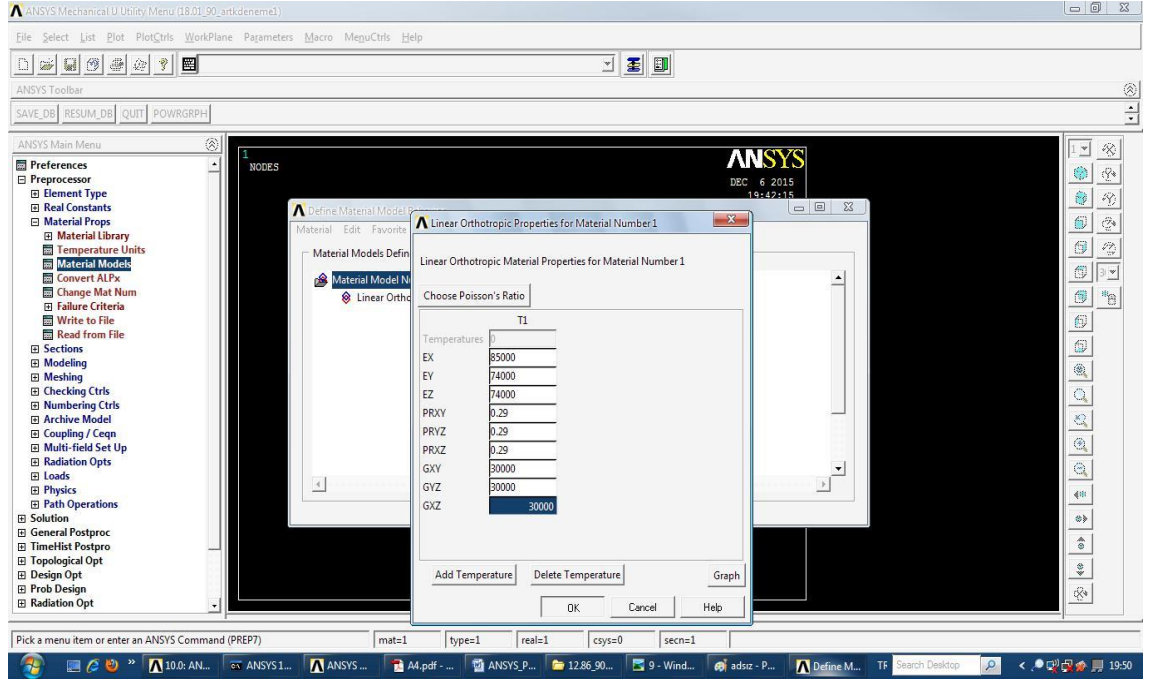 ANSYS Mechanical U Utility Menu (18.01_90_artkdeneme1)
File Select List Plot PlotCtrls WorkPlane Parameters Macro MenuCtrls Help
ANSYS Toolbar
SAVE_DB RESUM_DB QUIT POWRGRPH
ANSYS Main Menu
Preferences
Preprocessor
Element Type
Real Constants
Material Props
Material Library
Temperature Units
Material Models
Convert ALPx
Change Mat Num
Failure Criteria
Write to File
Read from File
Sections
Modeling
Meshing
Checking Ctrls
Numbering Ctrls
Archive Model
Coupling / Ceqn
Multi-field Set Up
Radiation Opts
Loads
Physics
Path Operations
Solution
General Postproc
TimeHist Postpro
Topological Opt
Design Opt
Prob Design
Radiation Opt
1
NODES
ANSYS
DEC 6 2015
19:42:15
Define Material Model
Material Edit Favorite
Material Models Defin
Material Model N
Linear Ortho
Linear Orthotropic Properties for Material Number 1
Linear Orthotropic Material Properties for Material Number 1
Choose Poisson's Ratio
T1
Temperatures 0
EX 85000
EY 74000
EZ 74000
PRXY 0.29
PRYZ 0.29
PRXZ 0.29
GXY 30000
GYZ 30000
GXZ 30000
Add Temperature Delete Temperature Graph
OK Cancel Help
1
3
Pick a menu item or enter an ANSYS Command (PREP7) mat=1 type=1 real=1 csys=0 secn=1
10.0: AN... ANSYS 1... ANSYS ... A4.pdf - ... ANSYS_P... 12.86_90... 9 - Wind... adsız - P... Define M... TR Search Desktop 19:50